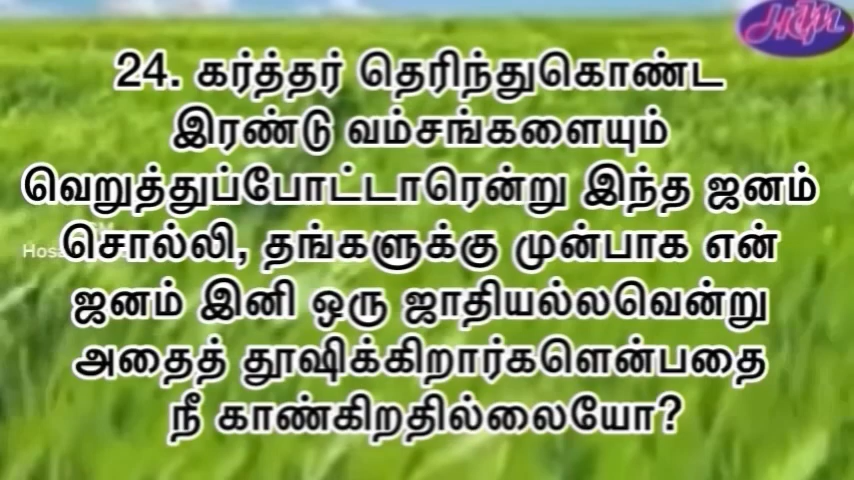 HGM
24. கர்த்தர் தெரிந்துகொண்ட
இரண்டு வம்சங்களையும்
வெறுத்துப்போட்டாரென்று இந்த ஜனம்
சொல்லி, தங்களுக்கு முன்பாக என்
ஜனம் இனி ஒரு ஜாதியல்லவென்று
அதைத் தூஷிக்கிறார்களென்பதை
நீ காண்கிறதில்லையோ?